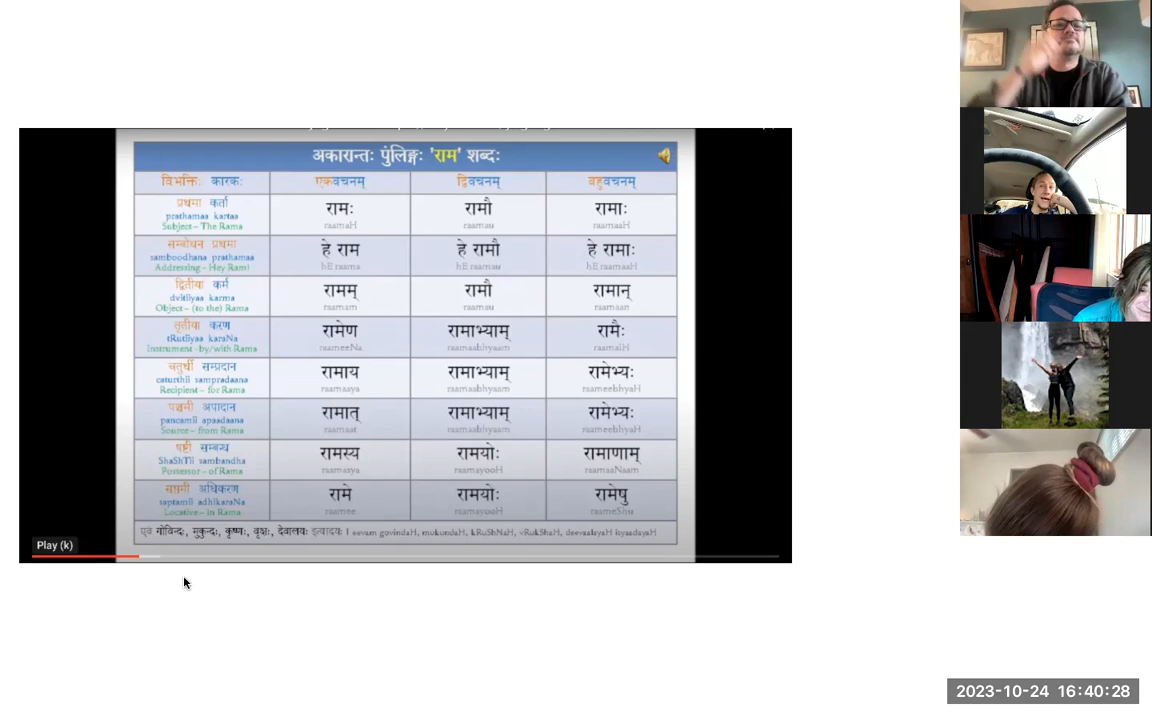 अकारान्तः पुंलिङ्गः 'राम' शब्दः
विभक्तिः कारकः एकवचनम् द्विवचनम् बहुवचनम्
प्रथमा कर्ता रामः रामौ रामाः
prathamaa kartaa
Subject – The Rama raamaH raamau raamaaH
सम्बोधन प्रथमा हे राम हे रामौ हे रामाः
samboodhana prathamaa
Addressing – Hey Ram! hE raama hE raamau hE raamaaH
द्वितीया कर्म रामम् रामौ रामान्
dvitiiyaa karma
Object – (to the) Rama raamam raamau raamaan
तृतीया करण रामेण रामाभ्याम् रामैः
tRutiiyaa karaNa
Instrument –by/with Rama raameeNa raamaabhyaam raamaiH
चतुर्थी सम्प्रदान रामाय रामाभ्याम् रामेभ्यः
caturthii sampradaana
Recipient – for Rama raamaaya raamaabhyaam raameebhyaH
पञ्चमी अपादान रामात् रामाभ्याम् रामेभ्यः
pancamii apaadaana
Source – from Rama raamaat raamaabhyaam raameebhyaH
षष्ठी सम्बन्ध रामस्य रामयोः रामाणाम्
ShaShTii sambandha
Possessor – of Rama raamasya raamayooH raamaaNaam
सप्तमी अधिकरण रामे रामयोः रामेषु
saptamii adhikaraNa
Locative – in Rama raamee raamayooH raameeShu
एवं गोविन्दः, मुकुन्दः, कृष्णः, वृक्षः, देवालयः इत्यादयः । eevam govindaH, mukundaH, kRuShNaH, vRukShaH, deevaalayaH ityaadayaH
Play (k)
2023-10-24 16:40:28